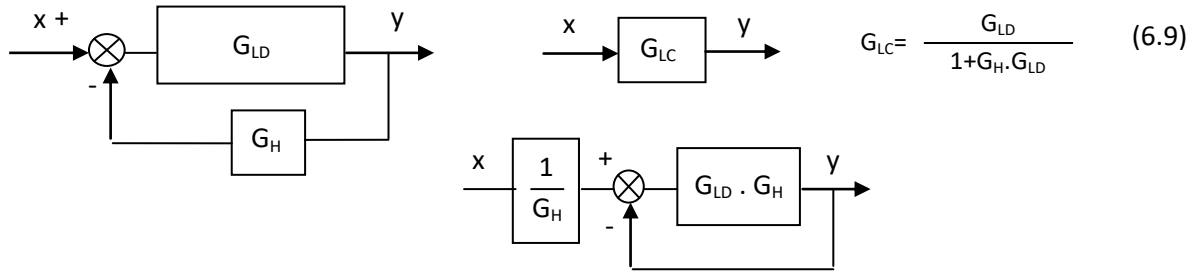 x + G_LD y
-
G_H
x G_LC y
G_LC= G_LD / 1+G_H.G_LD (6.9)
x 1 / G_H + G_LD . G_H y
-